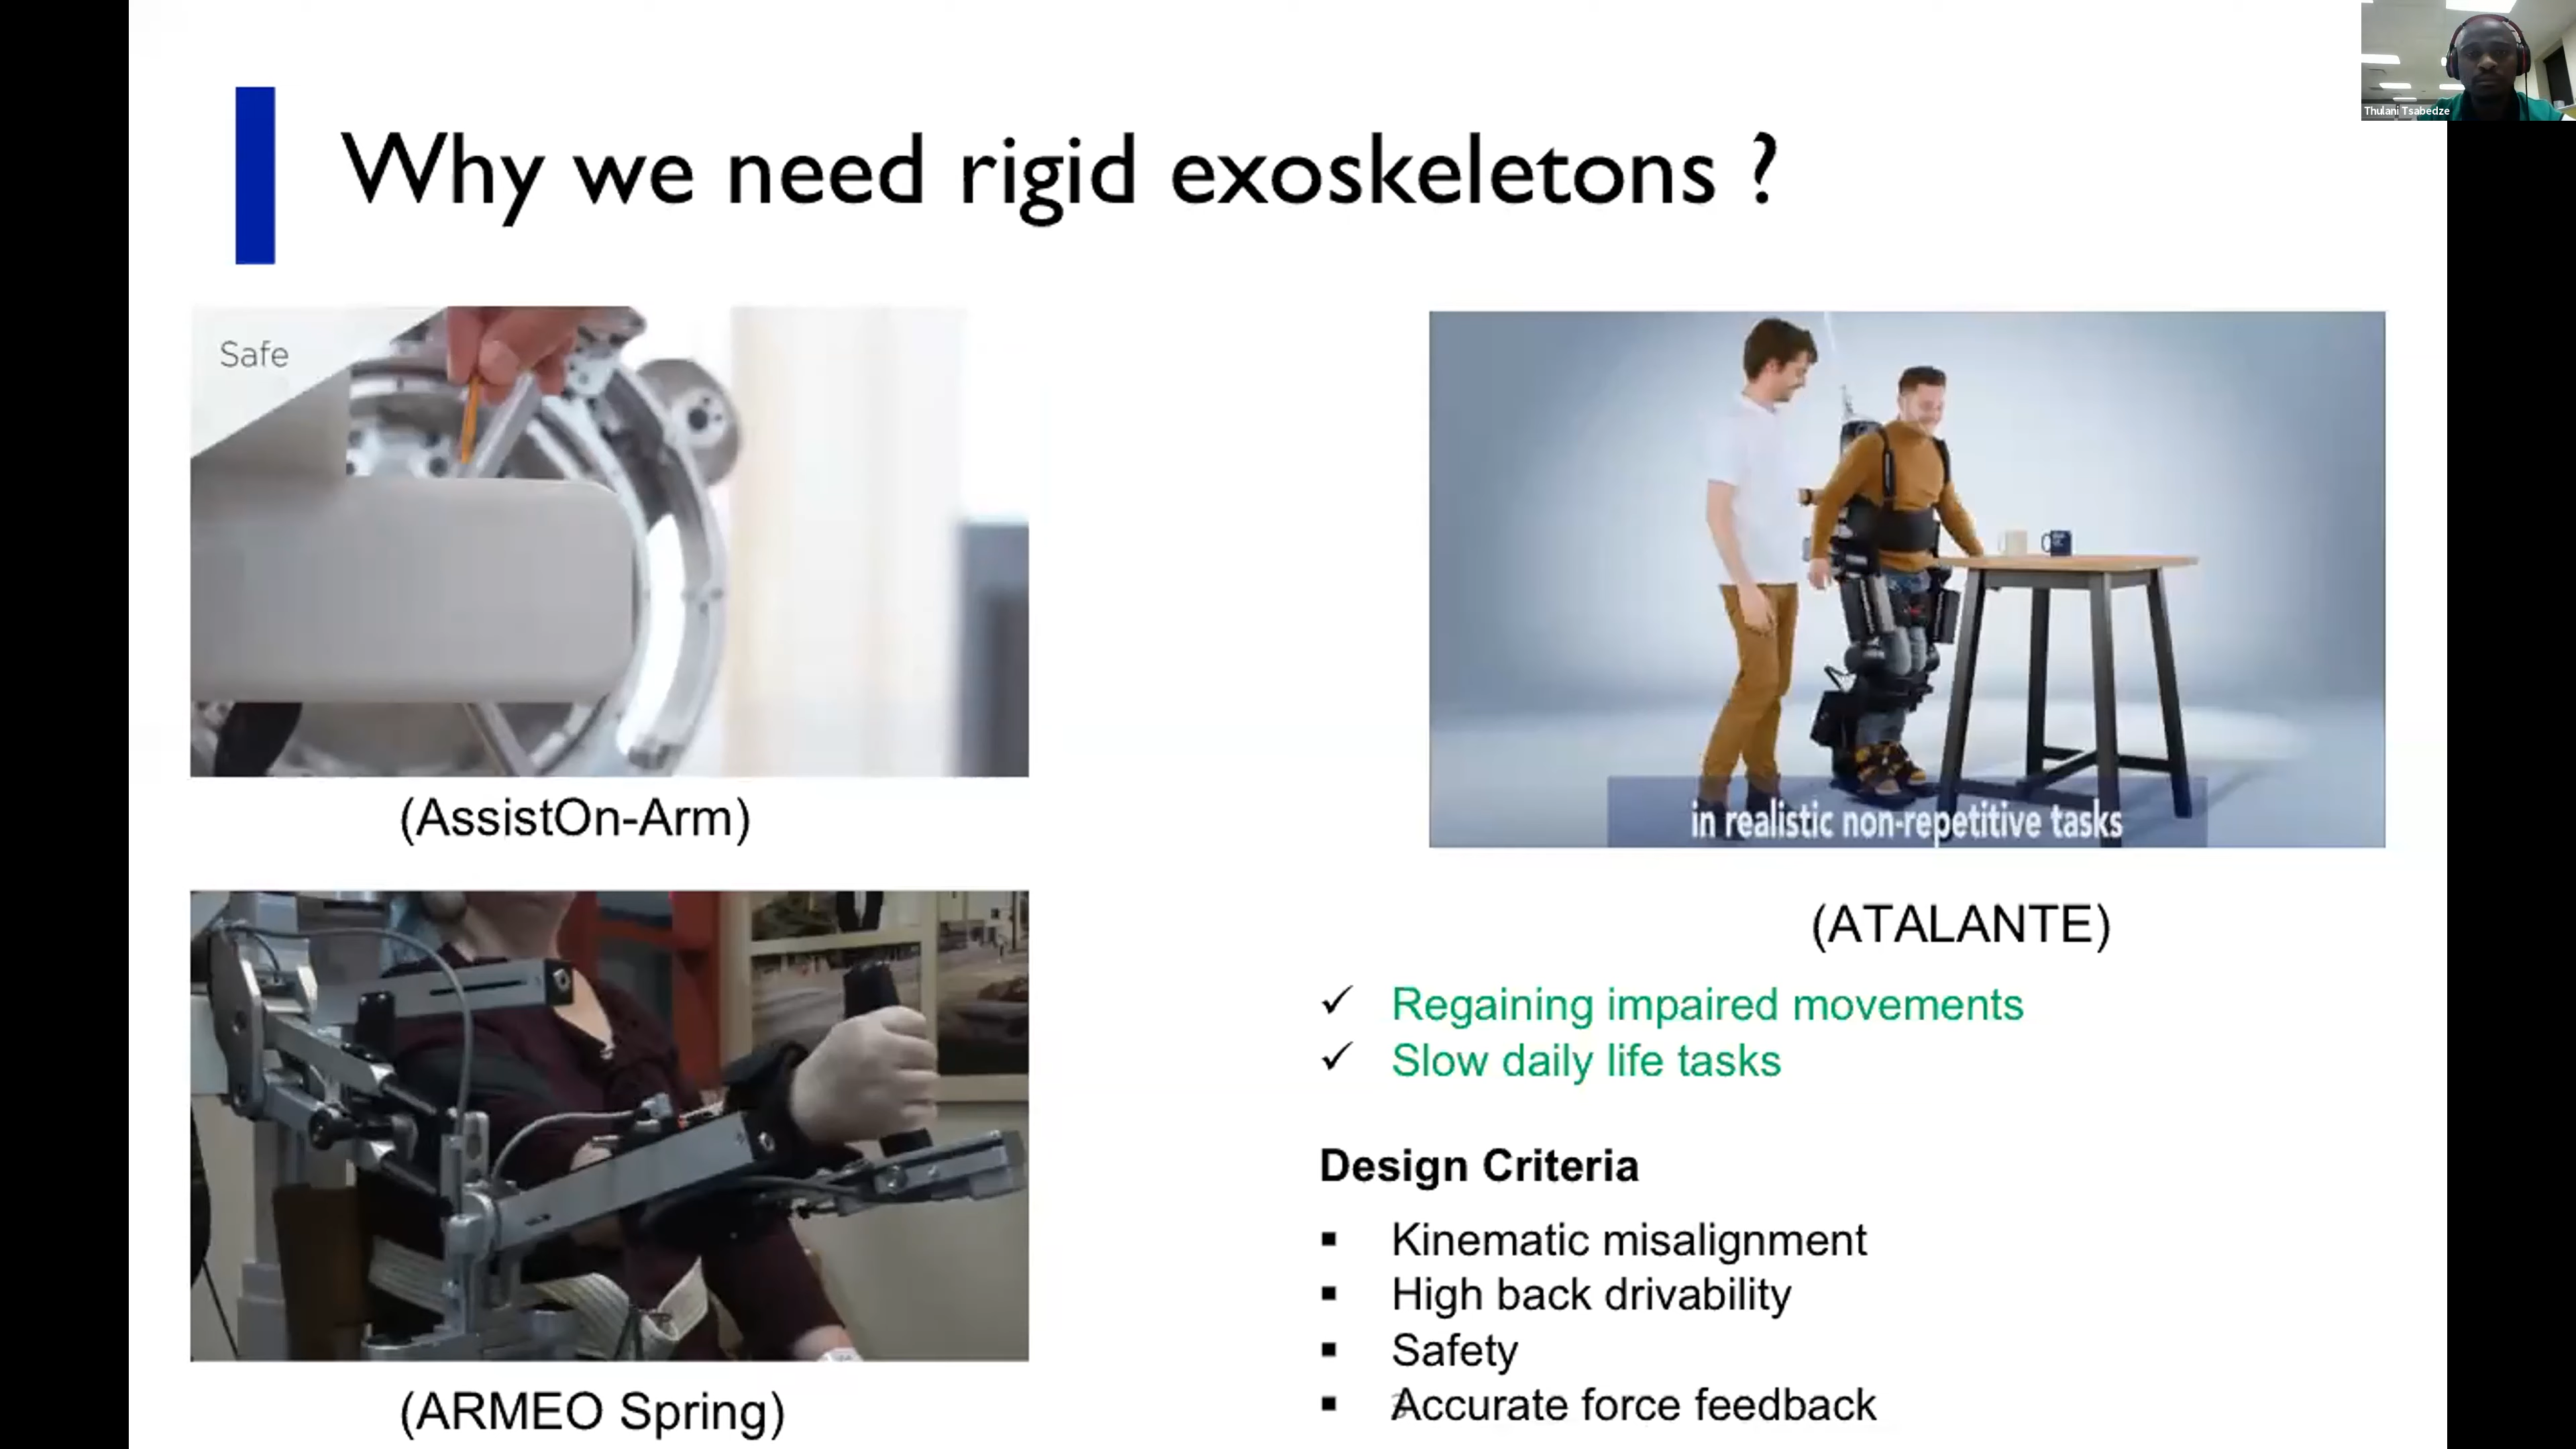 Thulani Tsabedze
Why we need rigid exoskeletons ?
Safe
(AssistOn-Arm)
in realistic non-repetitive tasks
(ATALANTE)
✓ Regaining impaired movements
✓ Slow daily life tasks
Design Criteria
▪ Kinematic misalignment
▪ High back drivability
▪ Safety
▪ Accurate force feedback
(ARMEO Spring)